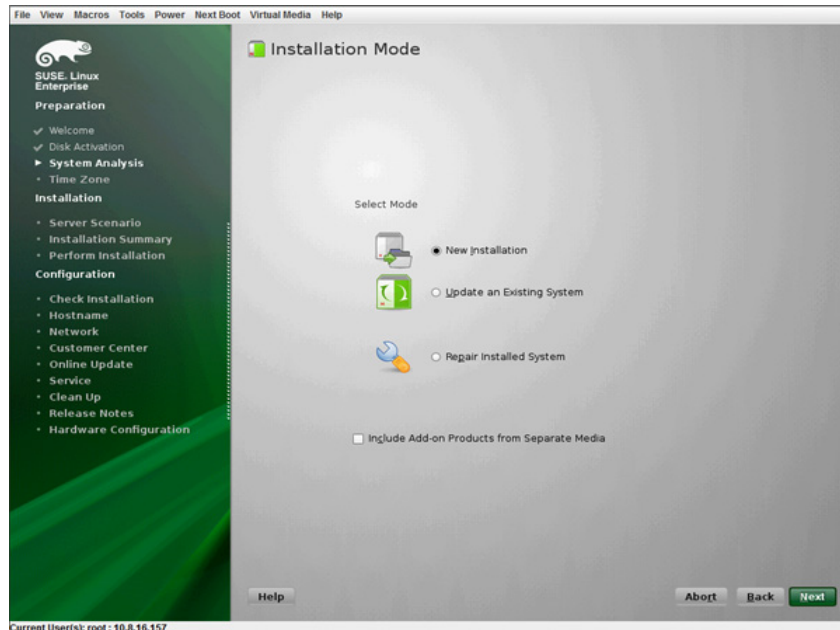 File View Macros Tools Power Next Boot Virtual Media Help
SUSE. Linux
Enterprise
Preparation
Welcome
Disk Activation
System Analysis
Time Zone
Installation
Server Scenario
Installation Summary
Perform Installation
Configuration
Check Installation
Hostname
Network
Customer Center
Online Update
Service
Clean Up
Release Notes
Hardware Configuration
Installation Mode
Select Mode
New Installation
Update an Existing System
Repair Installed System
Include Add-on Products from Separate Media
Help Abort Back Next
Current User(s): root : 10.8.16.157